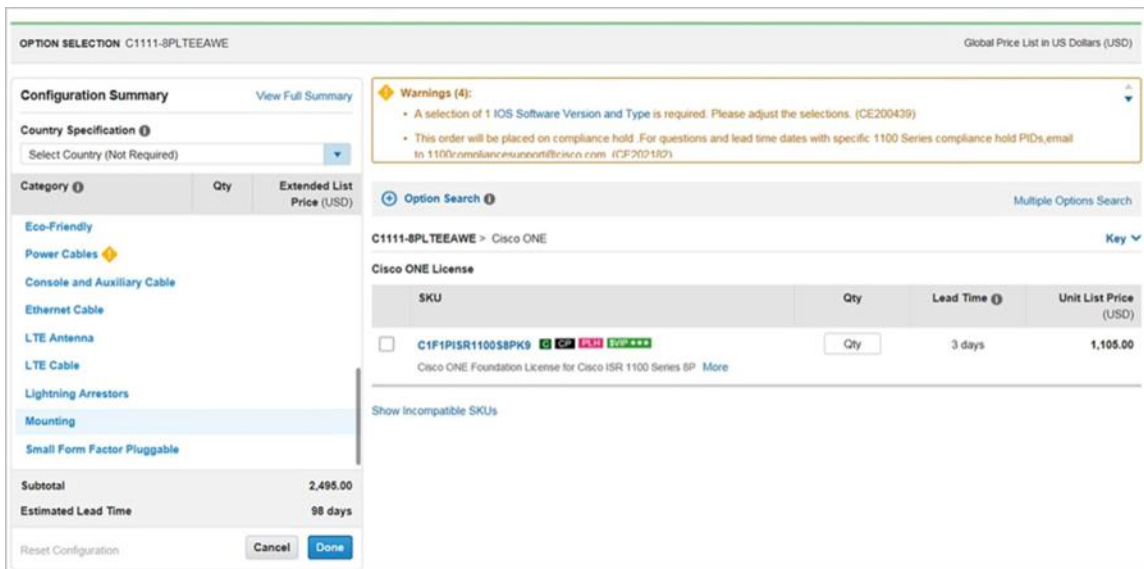 OPTION SELECTION C1111-8PLTEEAWE
Global Price List in US Dollars (USD)
Configuration Summary
View Full Summary
Country Specification
Select Country (Not Required)
Category Qty Extended List
Price (USD)
Eco-Friendly
Power Cables
Console and Auxiliary Cable
Ethernet Cable
LTE Antenna
LTE Cable
Lightning Arrestors
Mounting
Small Form Factor Pluggable
Subtotal 2,495.00
Estimated Lead Time 98 days
Reset Configuration Cancel Done
Warnings (4):
• A selection of 1 IOS Software Version and Type is required. Please adjust the selections. (CE200439)
• This order will be placed on compliance hold .For questions and lead time dates with specific 1100 Series compliance hold PIDs,email
to 1100compliancesupport@cisco.com (CE202182)
Option Search
Multiple Options Search
C1111-8PLTEEAWE > Cisco ONE
Key
Cisco ONE License
SKU Qty Lead Time Unit List Price
(USD)
C1F1PISR1100S8PK9 C CP PLH $VIP ★★★ Qty 3 days 1,105.00
Cisco ONE Foundation License for Cisco ISR 1100 Series 8P More
Show Incompatible SKUs